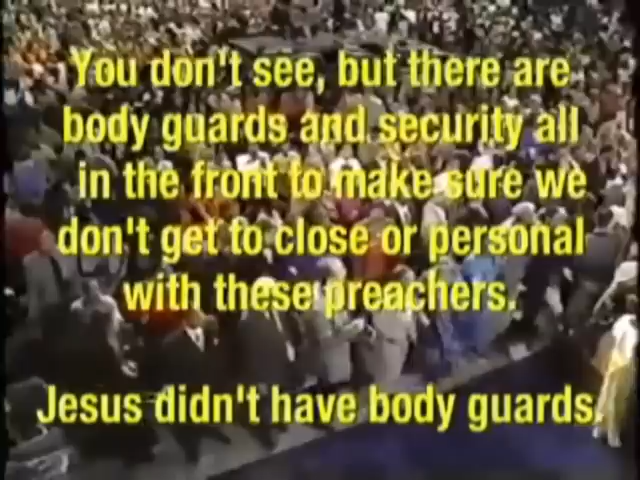 You don't see, but there are
body guards and security all
in the front to make sure we
don't get to close or personal
with these preachers.
Jesus didn't have body guards.